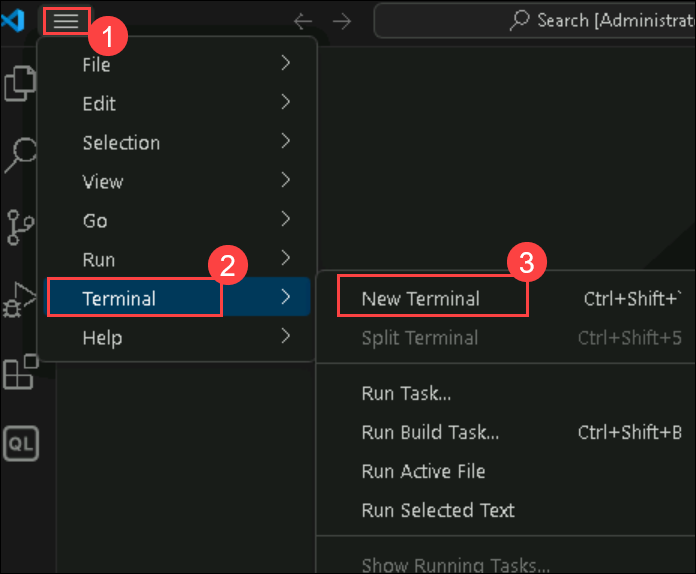 Search [Administrat
1
File
Edit
Selection
View
Go
Run
2
3
Terminal
New Terminal Ctrl+Shift+`
Help
Split Terminal Ctrl+Shift+5
Run Task...
Run Build Task... Ctrl+Shift+B
QL
Run Active File
Run Selected Text
Show Running Tasks...